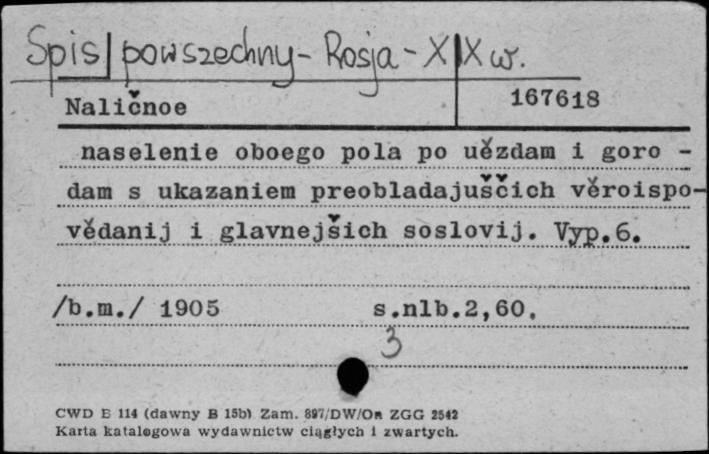 Spis powszechny - Rosja - XIX w.
Naličnoe 167618
naselenie oboego pola po uězdam i goro -
dam s ukazaniem preobladajuščich věroispo-
vědanij i glavnejšich soslovij. Vyp.6.
/b.m./ 1905 s.nlb.2,60.
3
CWD E 114 (dawny B 15b) Zam. 897/DW/On ZGG 2542
Karta katalogowa wydawnictw ciągłych i zwartych.